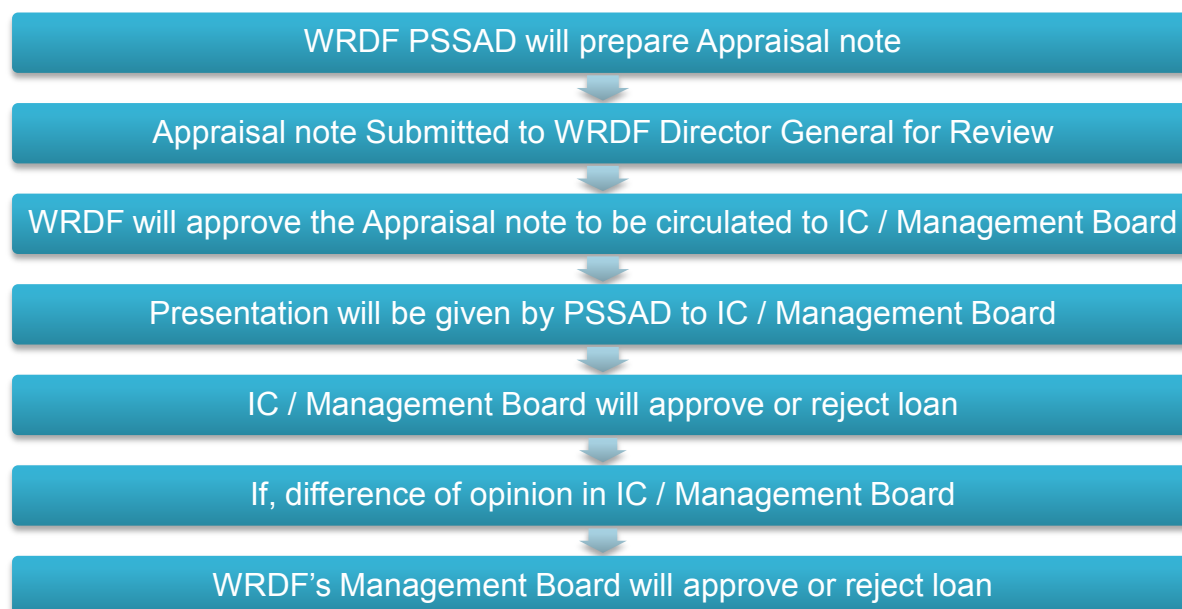 WRDF PSSAD will prepare Appraisal note
Appraisal note Submitted to WRDF Director General for Review
WRDF will approve the Appraisal note to be circulated to IC / Management Board
Presentation will be given by PSSAD to IC / Management Board
IC / Management Board will approve or reject loan
If, difference of opinion in IC / Management Board
WRDF's Management Board will approve or reject loan